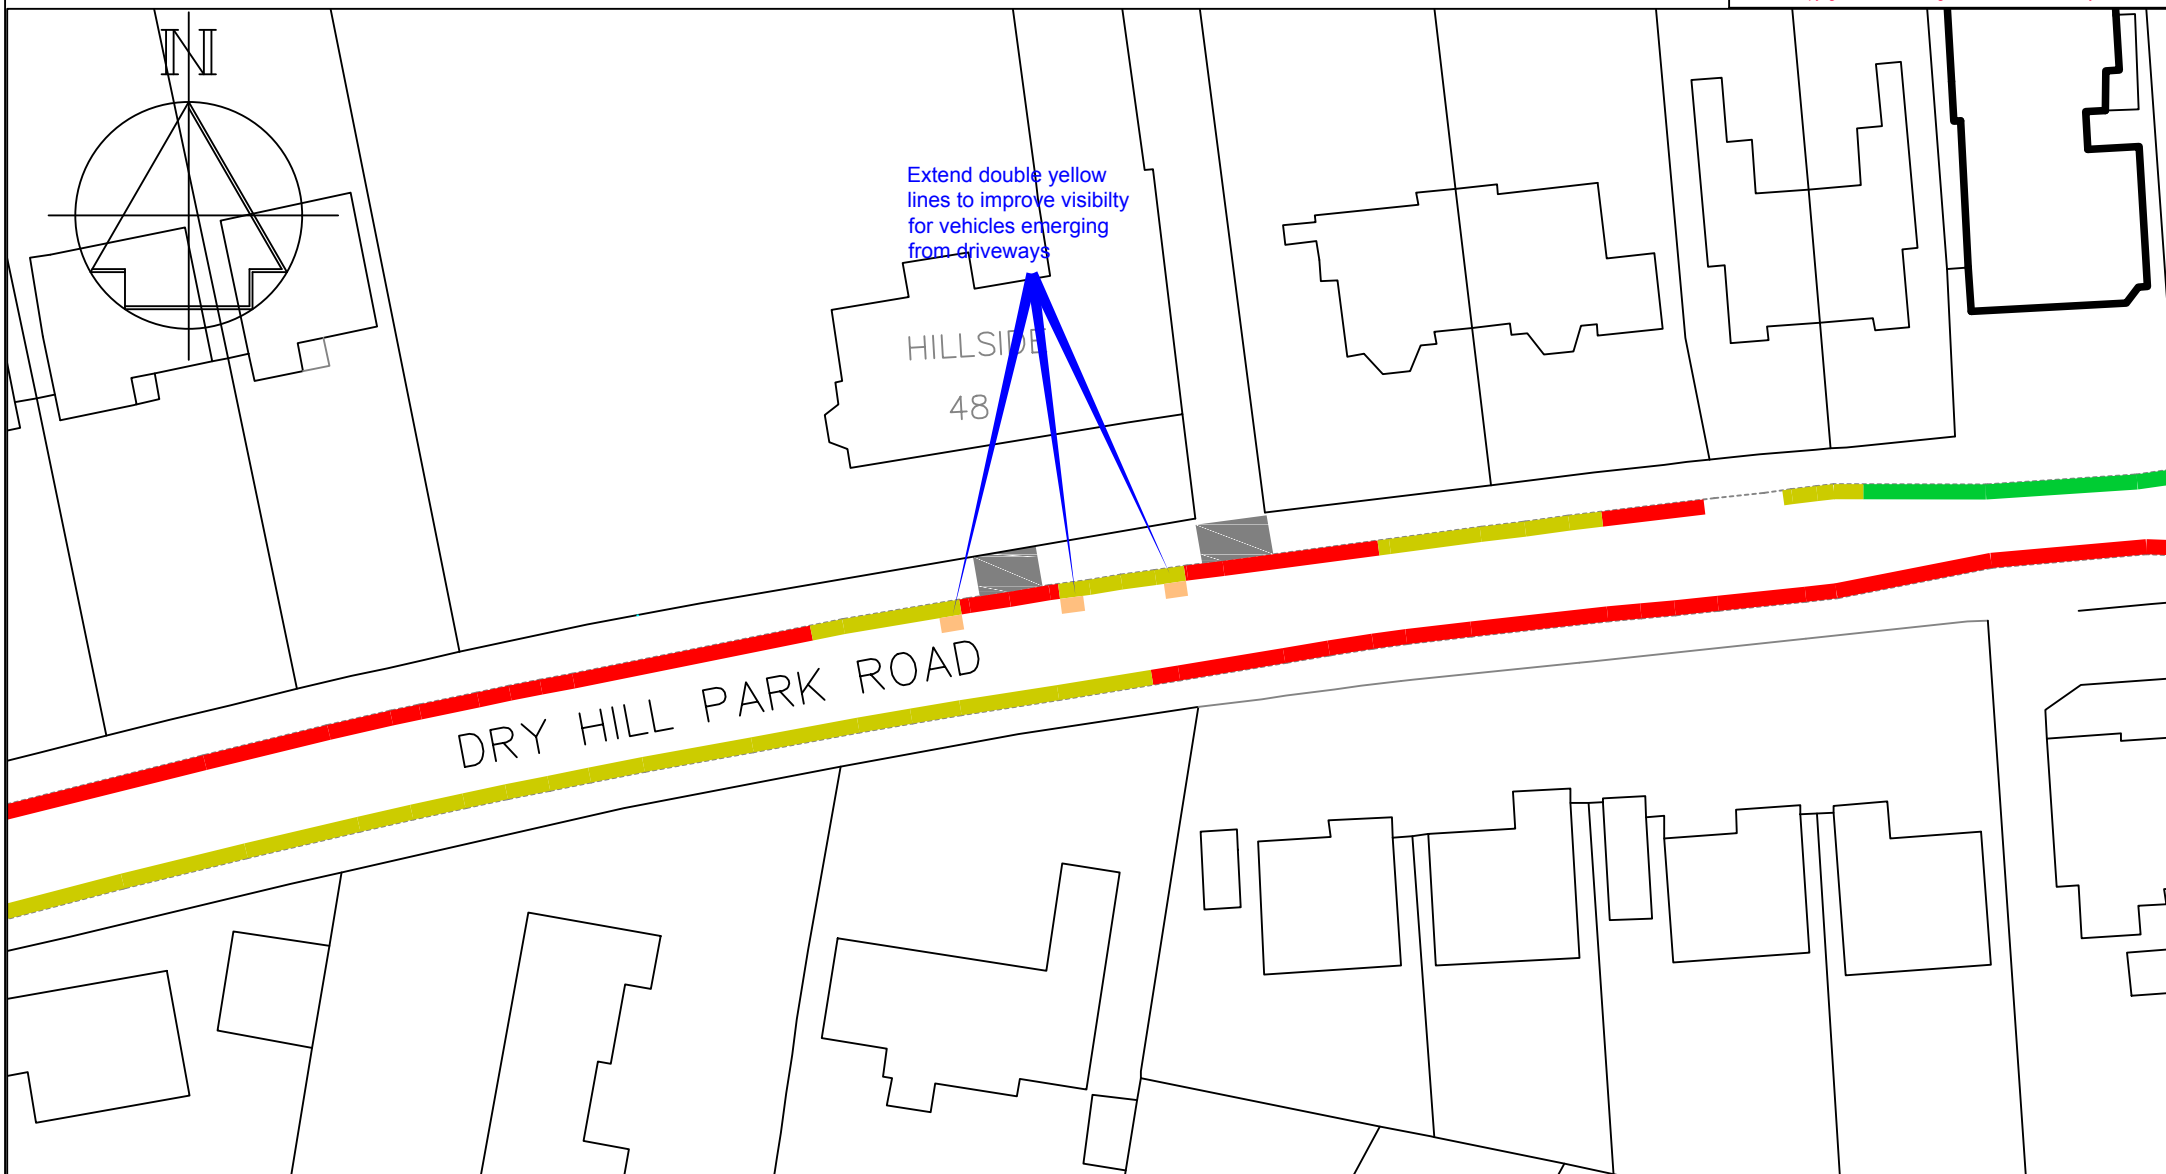 N
Extend double yellow
lines to improve visibilty
for vehicles emerging
from driveways
HILLSIDE
48
DRY HILL PARK ROAD